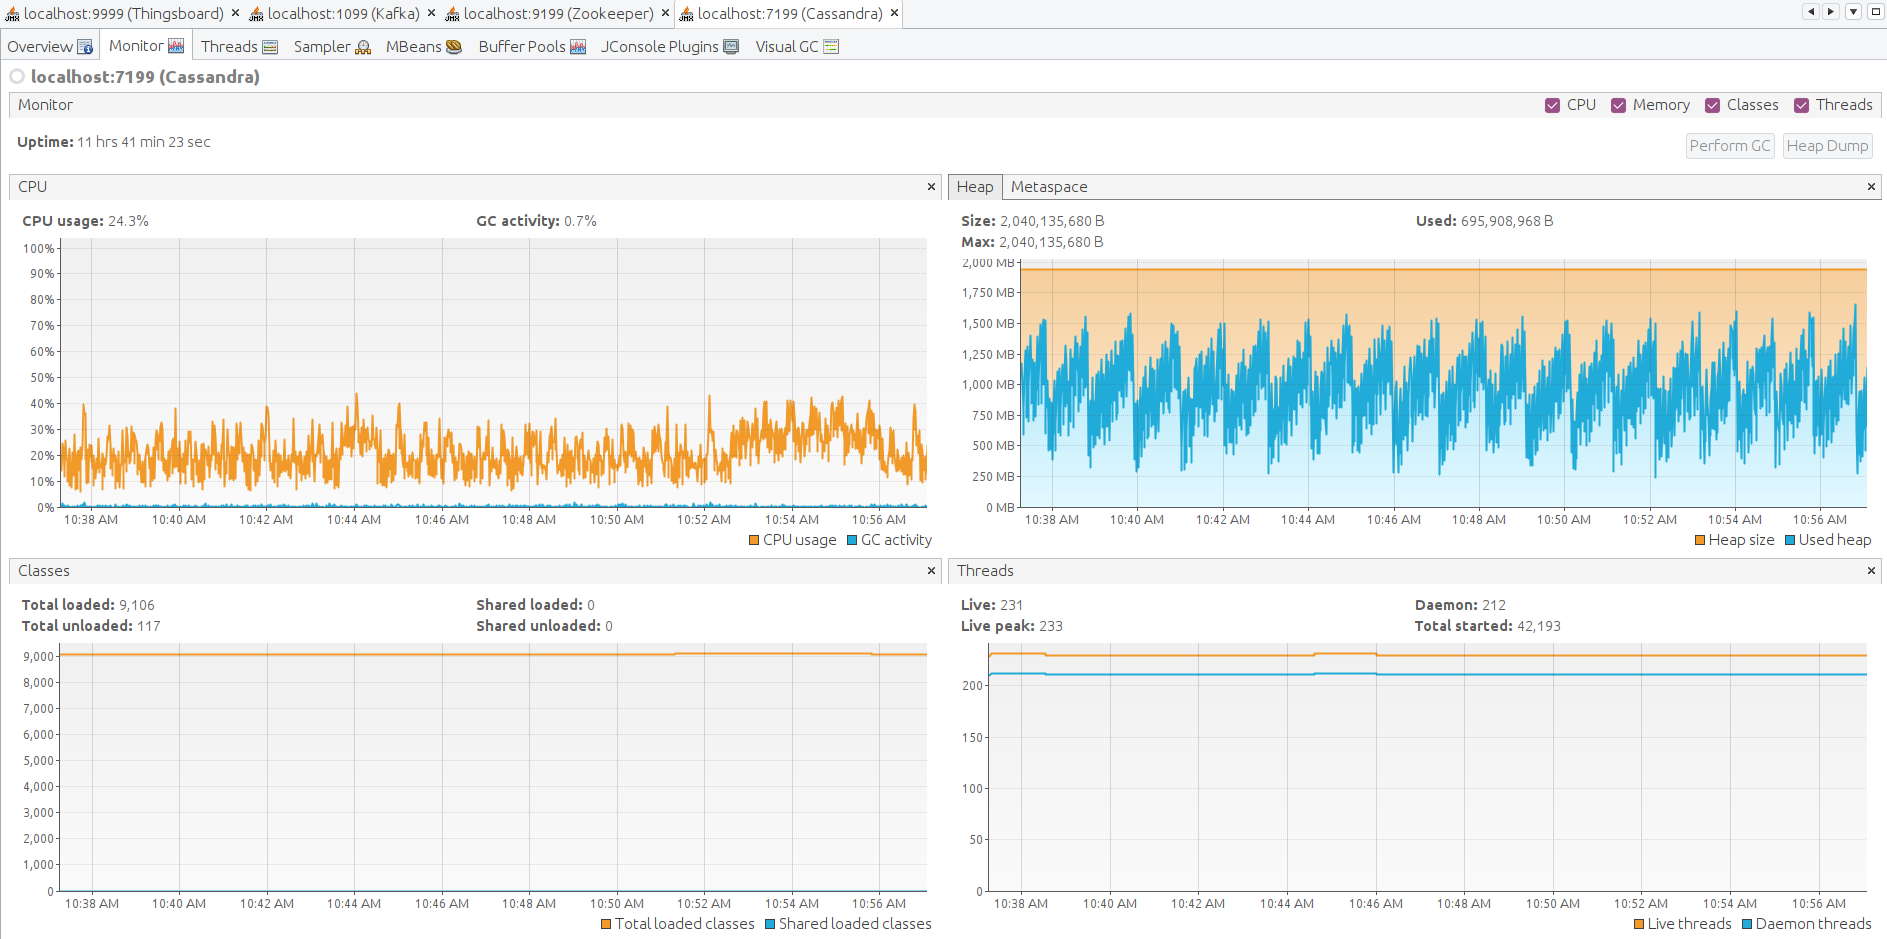 localhost:9999 (Thingsboard) localhost:1099 (Kafka) localhost:9199 (Zookeeper) localhost:7199 (Cassandra)
Overview Monitor Threads Sampler MBeans Buffer Pools JConsole Plugins Visual GC
localhost:7199 (Cassandra)
Monitor CPU Memory Classes Threads
Uptime: 11 hrs 41 min 23 sec Perform GC Heap Dump
CPU
CPU usage: 24.3% GC activity: 0.7%
100%
90%
80%
70%
60%
50%
40%
30%
20%
10%
0%
10:38 AM 10:40 AM 10:42 AM 10:44 AM 10:46 AM 10:48 AM 10:50 AM 10:52 AM 10:54 AM 10:56 AM
CPU usage GC activity
Heap Metaspace
Size: 2,040,135,680 B Used: 695,908,968 B
Max: 2,040,135,680 B
2,000 MB
1,750 MB
1,500 MB
1,250 MB
1,000 MB
750 MB
500 MB
250 MB
0 MB
10:38 AM 10:40 AM 10:42 AM 10:44 AM 10:46 AM 10:48 AM 10:50 AM 10:52 AM 10:54 AM 10:56 AM
Heap size Used heap
Classes
Total loaded: 9,106 Shared loaded: 0
Total unloaded: 117 Shared unloaded: 0
9,000
8,000
7,000
6,000
5,000
4,000
3,000
2,000
1,000
0
10:38 AM 10:40 AM 10:42 AM 10:44 AM 10:46 AM 10:48 AM 10:50 AM 10:52 AM 10:54 AM 10:56 AM
Total loaded classes Shared loaded classes
Threads
Live: 231 Daemon: 212
Live peak: 233 Total started: 42,193
200
150
100
50
0
10:38 AM 10:40 AM 10:42 AM 10:44 AM 10:46 AM 10:48 AM 10:50 AM 10:52 AM 10:54 AM 10:56 AM
Live threads Daemon threads